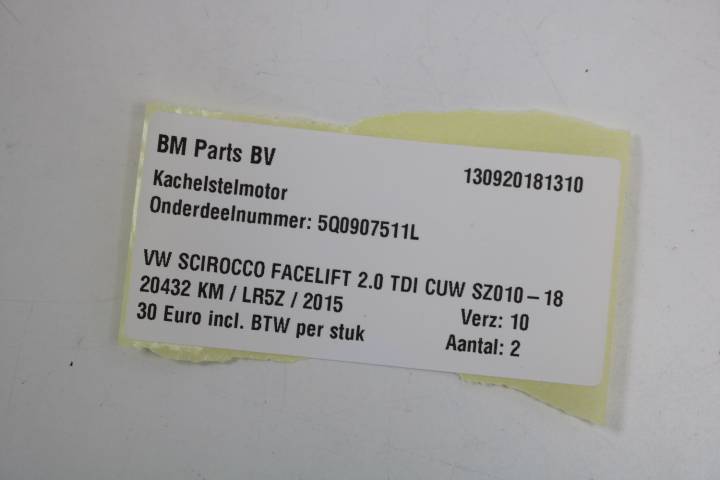 BM Parts BV
130920181310
Kachelstelmotor
Onderdeelnummer: 5Q0907511L
VW SCIROCCO FACELIFT 2.0 TDI CUW SZ010 – 18
20432 KM / LR5Z / 2015
Verz: 10
30 Euro incl. BTW per stuk
Aantal: 2